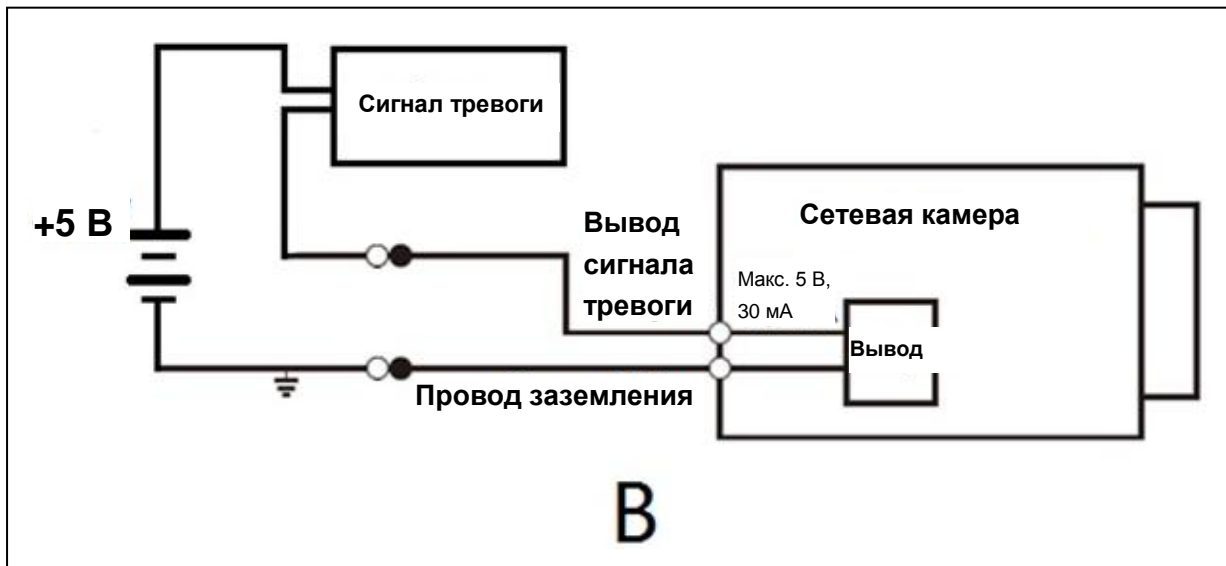 Сигнал тревоги
+5 В
Вывод
сигнала
тревоги
Сетевая камера
Макс. 5 В,
30 мА
Вывод
Провод заземления
B